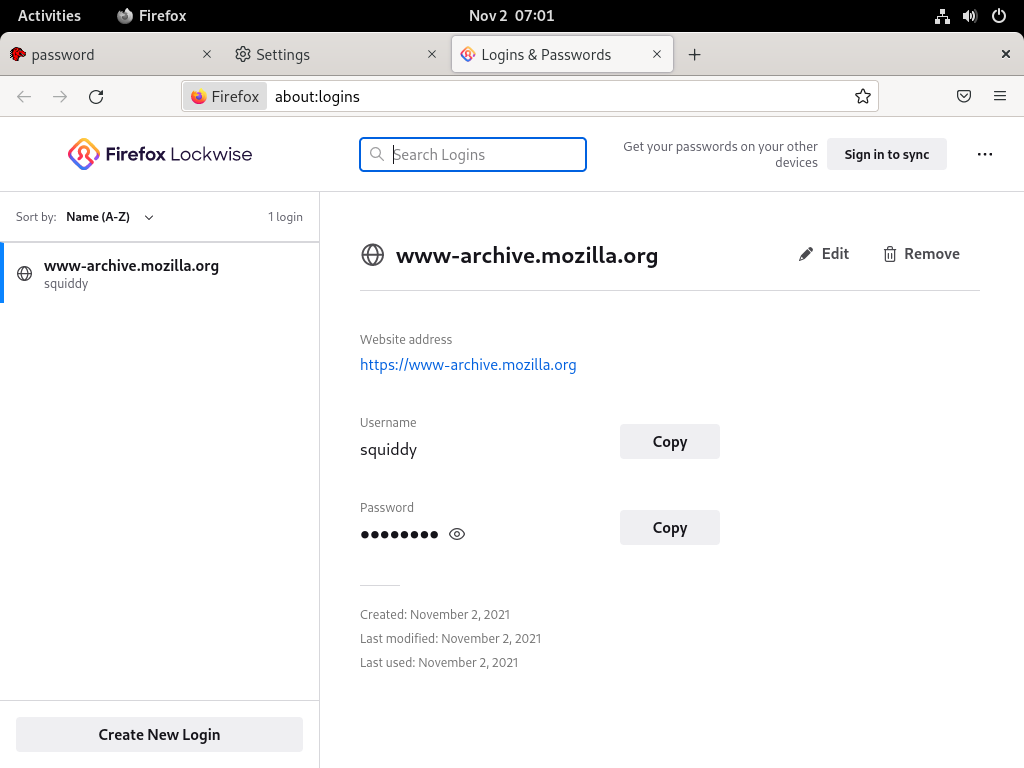 Activities Firefox Nov 2 07:01
password Settings Logins & Passwords
Firefox about:logins
Firefox Lockwise
Search Logins
Get your passwords on your other
devices
Sign in to sync
Sort by: Name (A-Z) 1 login
www-archive.mozilla.org
squiddy
www-archive.mozilla.org
Edit Remove
Website address
https://www-archive.mozilla.org
Username
squiddy
Copy
Password
●●●●●●●●
Copy
Created: November 2, 2021
Last modified: November 2, 2021
Last used: November 2, 2021
Create New Login